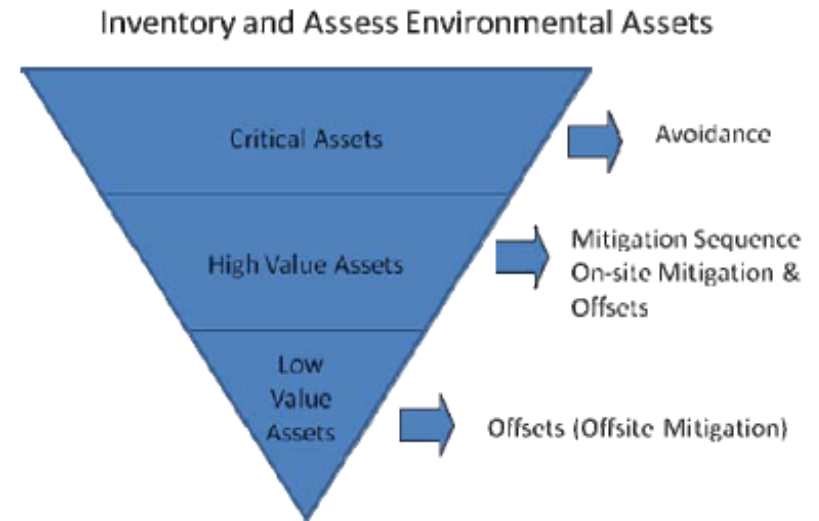 Inventory and Assess Environmental Assets
Critical Assets
Avoidance
High Value Assets
Mitigation Sequence
On-site Mitigation &
Offsets
Low
Value
Assets
Offsets (Offsite Mitigation)